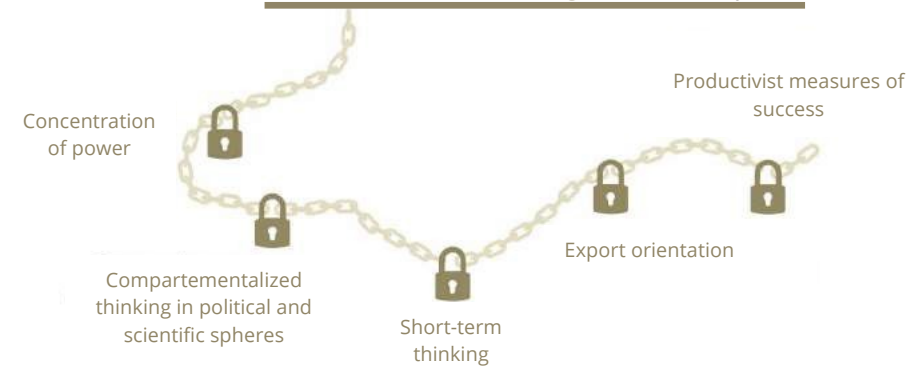 Concentration
of power
Compartementalized
thinking in political and
scientific spheres
Short-term
thinking
Export orientation
Productivist measures of
success